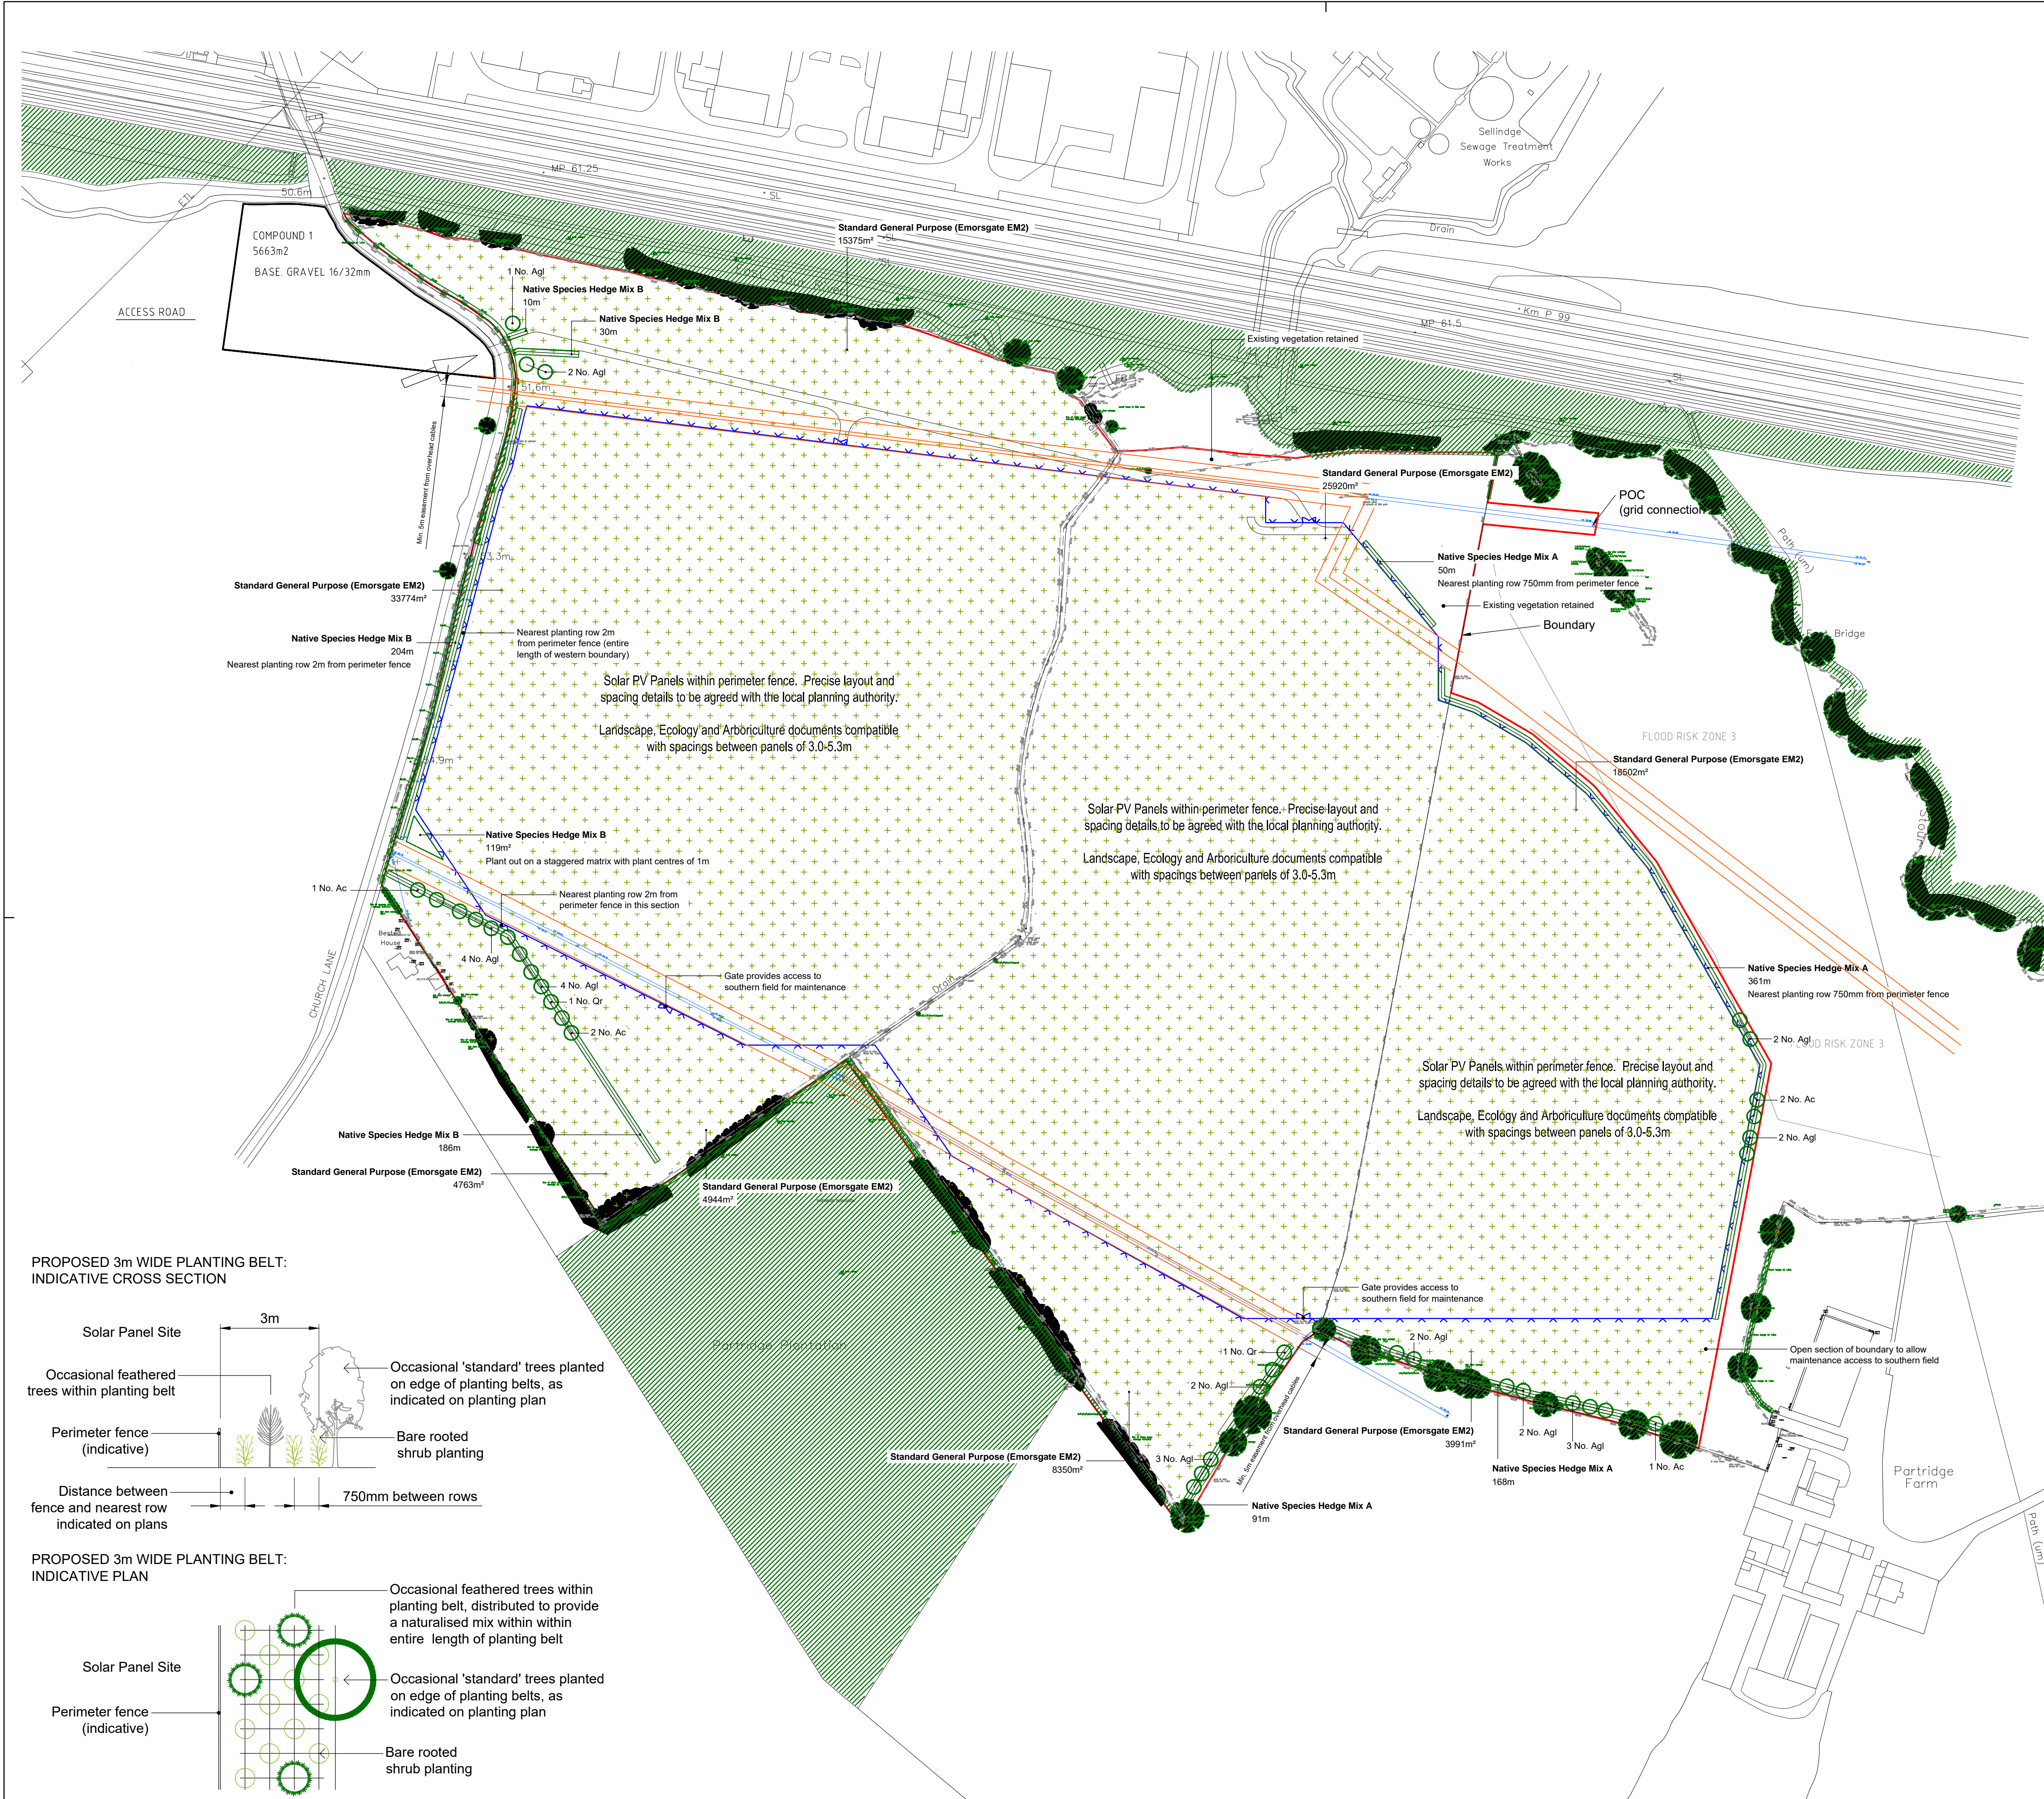 Sellindge
Sewage Treatment
Works
MP 61.25
SL
50.6m
ETL
Drain
COMPOUND 1
5663m2
BASE. GRAVEL 16/32mm
Standard General Purpose (Emorsgate EM2)
15375m²
SL
1 No. Agl
Native Species Hedge Mix B
10m
ACCESS ROAD
Native Species Hedge Mix B
30m
Km P 99
MP 61.5
Existing vegetation retained
2 No. Agl
SL
51.6m
FB
FB
Min. 5m easement from overhead cables
Standard General Purpose (Emorsgate EM2)
25920m²
POC
(grid connection
Path (um)
53.3m
Native Species Hedge Mix A
50m
Nearest planting row 750mm from perimeter fence
Standard General Purpose (Emorsgate EM2)
33774m²
Existing vegetation retained
Boundary
Foot Bridge
Native Species Hedge Mix B
204m
Nearest planting row 2m from perimeter fence
Nearest planting row 2m
from perimeter fence (entire
length of western boundary)
Solar PV Panels within perimeter fence. Precise layout and
spacing details to be agreed with the local planning authority.
Landscape, Ecology and Arboriculture documents compatible
with spacings between panels of 3.0-5.3m
FLOOD RISK ZONE 3
54.9m
Standard General Purpose (Emorsgate EM2)
18502m²
Solar PV Panels within perimeter fence. Precise layout and
spacing details to be agreed with the local planning authority.
Landscape, Ecology and Arboriculture documents compatible
with spacings between panels of 3.0-5.3m
Stour
Native Species Hedge Mix B
119m²
Plant out on a staggered matrix with plant centres of 1m
1 No. Ac
Nearest planting row 2m from
perimeter fence in this section
Bested
House
4 No. Agl
CHURCH LANE
Gate provides access to
southern field for maintenance
Drain
4 No. Agl
1 No. Qr
2 No. Ac
Native Species Hedge Mix A
361m
Nearest planting row 750mm from perimeter fence
2 No. Agl
FLOOD RISK ZONE 3
Solar PV Panels within perimeter fence. Precise layout and
spacing details to be agreed with the local planning authority.
Landscape, Ecology and Arboriculture documents compatible
with spacings between panels of 3.0-5.3m
2 No. Ac
2 No. Agl
Native Species Hedge Mix B
186m
Standard General Purpose (Emorsgate EM2)
4763m²
Standard General Purpose (Emorsgate EM2)
4944m²
Gate provides access to
southern field for maintenance
Partridge Plantation
2 No. Agl
1 No. Qr
2 No. Agl
Open section of boundary to allow
maintenance access to southern field
Min. 5m easement from overhead cables
Standard General Purpose (Emorsgate EM2)
3991m²
2 No. Agl
3 No. Agl
1 No. Ac
Native Species Hedge Mix A
168m
Standard General Purpose (Emorsgate EM2)
8350m²
3 No. Agl
Native Species Hedge Mix A
91m
Partridge
Farm
Path (um)
PROPOSED 3m WIDE PLANTING BELT:
INDICATIVE CROSS SECTION
3m
Solar Panel Site
Occasional feathered
trees within planting belt
Occasional 'standard' trees planted
on edge of planting belts, as
indicated on planting plan
Perimeter fence
(indicative)
Bare rooted
shrub planting
Distance between
fence and nearest row
indicated on plans
750mm between rows
PROPOSED 3m WIDE PLANTING BELT:
INDICATIVE PLAN
Occasional feathered trees within
planting belt, distributed to provide
a naturalised mix within within
entire length of planting belt
Solar Panel Site
Occasional 'standard' trees planted
on edge of planting belts, as
indicated on planting plan
Perimeter fence
(indicative)
Bare rooted
shrub planting